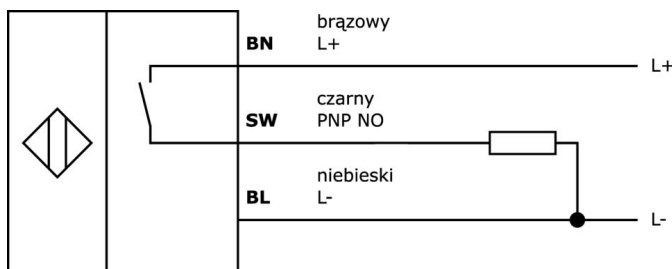 brązowy
BN L+
L+
czarny
SW PNP NO
niebieski
BL L-
L-